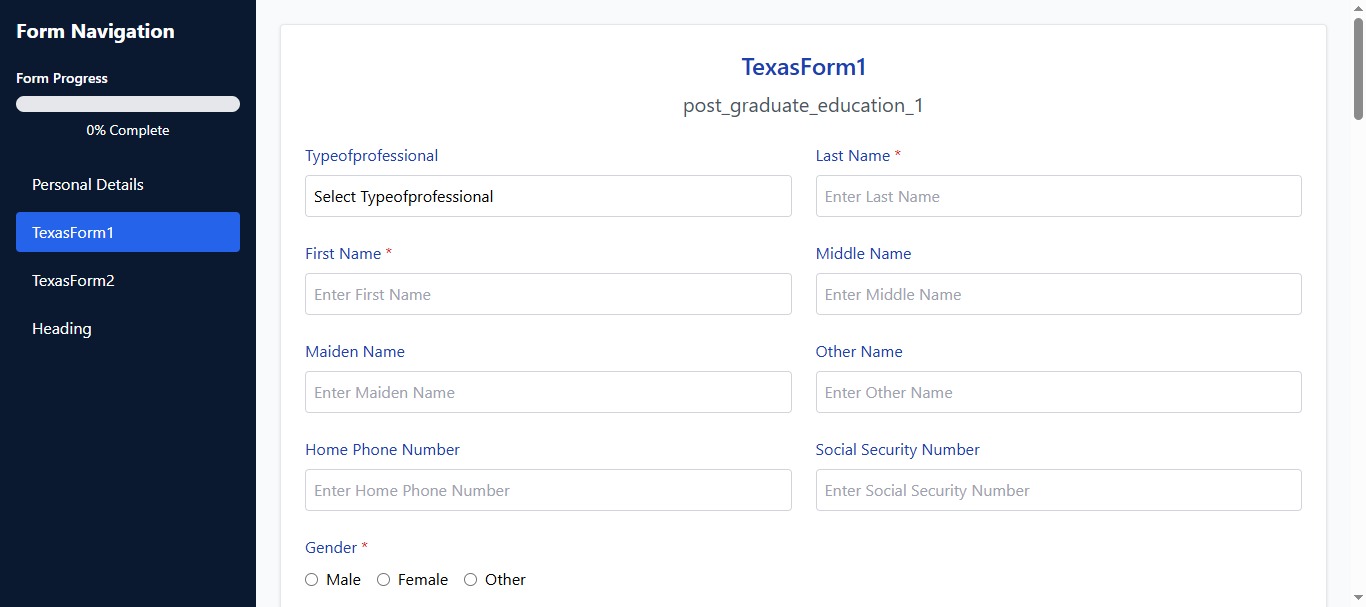 Form Navigation
Form Progress
0% Complete
Personal Details
TexasForm1
TexasForm2
Heading
TexasForm1
post_graduate_education_1
Typeofprofessional
Select Typeofprofessional
Last Name *
Enter Last Name
First Name *
Enter First Name
Middle Name
Enter Middle Name
Maiden Name
Enter Maiden Name
Other Name
Enter Other Name
Home Phone Number
Enter Home Phone Number
Social Security Number
Enter Social Security Number
Gender *
Male Female Other